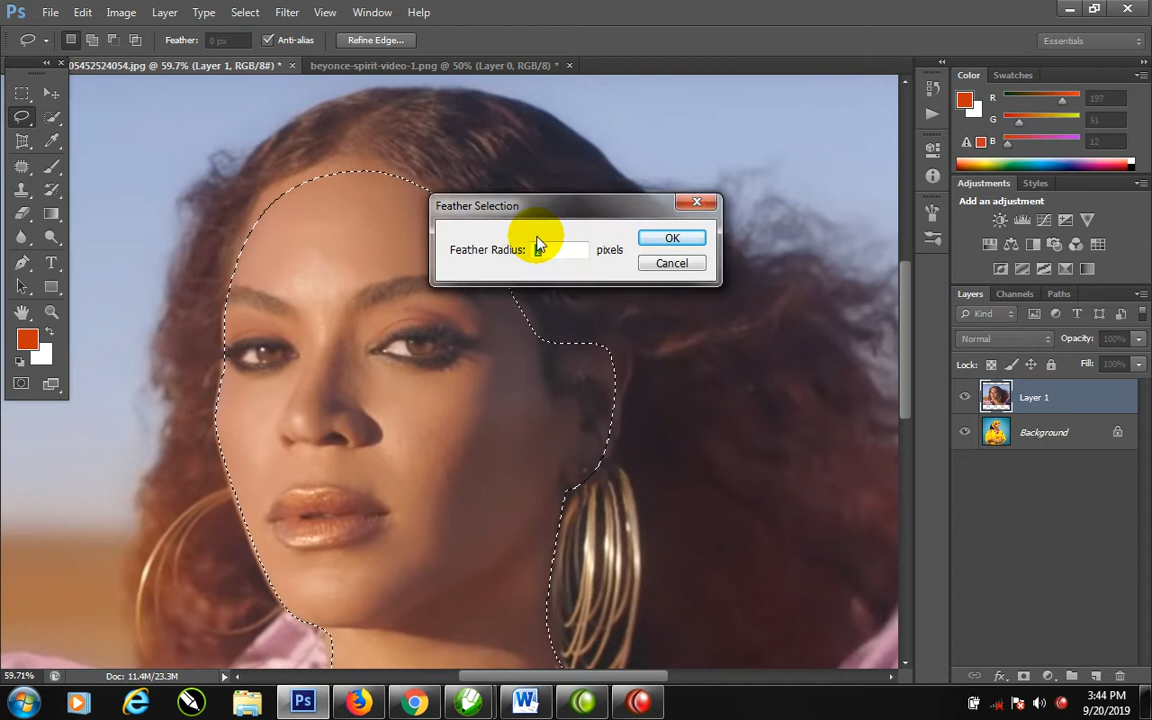 Ps File Edit Image Layer Type Select Filter View Window Help
Feather: 0 px Anti-alias Refine Edge... Essentials
05452524054.jpg @ 59.7% (Layer 1, RGB/8#) * × beyonce-spirit-video-1.png @ 50% (Layer 0, RGB/8) * ×
Color Swatches
R 197
G 51
B 12
Adjustments Styles
Add an adjustment
Feather Selection
Feather Radius: pixels
OK
Cancel
Layers Channels Paths
Kind
Normal Opacity: 100%
Lock: Fill: 100%
Layer 1
Background
59.71% Doc: 11.4M/23.3M
Ps W
3:44 PM
9/20/2019